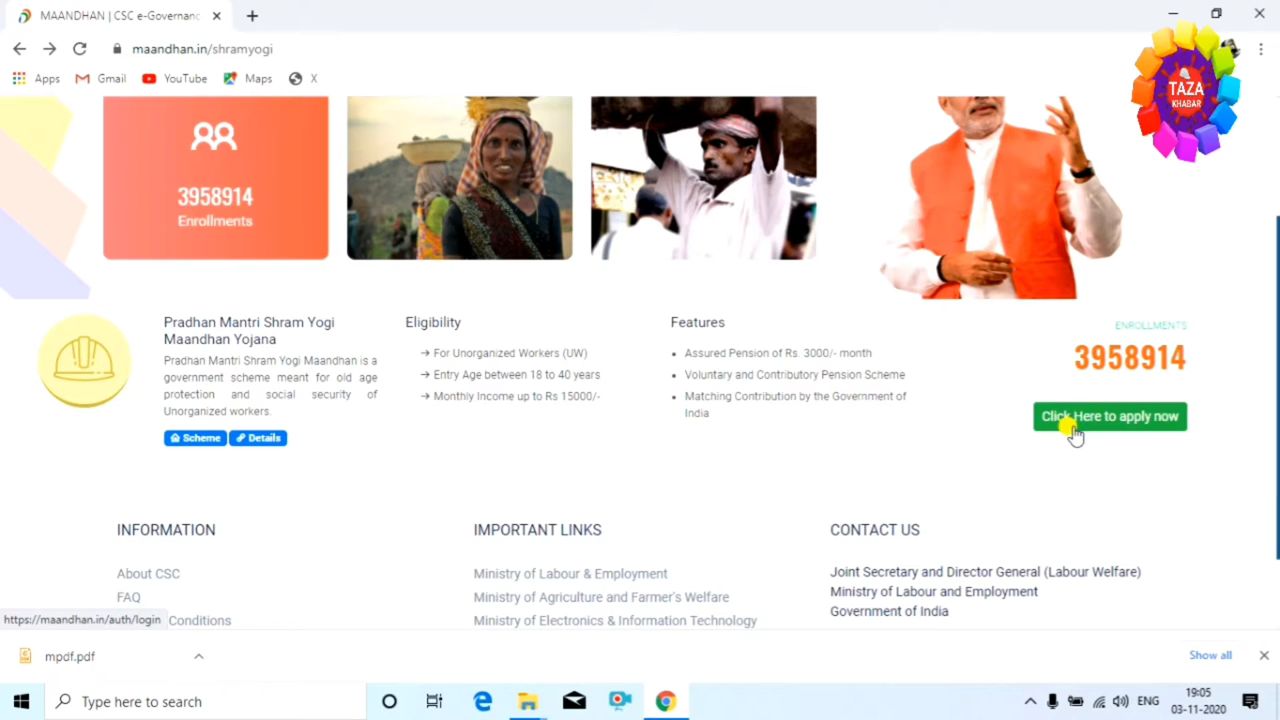 MAANDHAN | CSC e-Governanc
maandhan.in/shramyogi
Apps
Gmail
YouTube
Maps
X
TAZA
KHABAR
3958914
Enrollments
Pradhan Mantri Shram Yogi
Maandhan Yojana
Pradhan Mantri Shram Yogi Maandhan is a
government scheme meant for old age
protection and social security of
Unorganized workers.
Scheme
Details
Eligibility
→ For Unorganized Workers (UW)
→ Entry Age between 18 to 40 years
→ Monthly Income up to Rs 15000/-
Features
• Assured Pension of Rs. 3000/- month
• Voluntary and Contributory Pension Scheme
• Matching Contribution by the Government of
India
ENROLLMENTS
3958914
Click Here to apply now
INFORMATION
About CSC
FAQ
Conditions
IMPORTANT LINKS
Ministry of Labour & Employment
Ministry of Agriculture and Farmer's Welfare
Ministry of Electronics & Information Technology
CONTACT US
Joint Secretary and Director General (Labour Welfare)
Ministry of Labour and Employment
Government of India
https://maandhan.in/auth/login
mpdf.pdf
Show all
Type here to search
ENG
19:05
03-11-2020